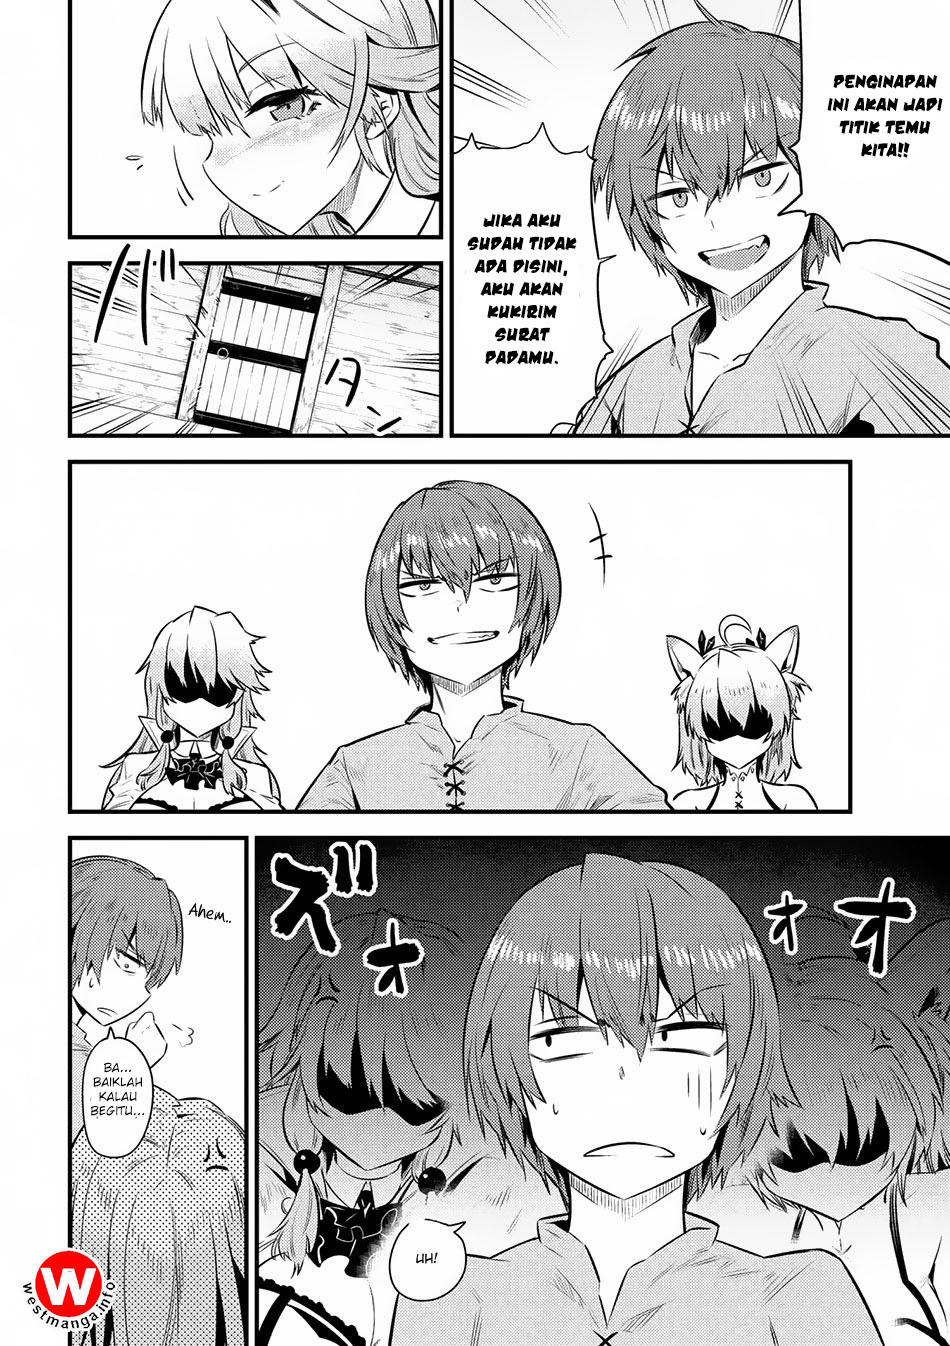 PENGINAPAN
INI AKAN JADI
TITIK TEMU
KITA!!
JIKA AKU
SUDAH TIDAK
ADA DISINI,
AKU AKAN
KUKIRIM
SURAT
PADAMU.
バタン
ズオオオ
UH!
Ahem..
BA...
BAIKLAH
KALAU
BEGITU...
W
westmanga.info